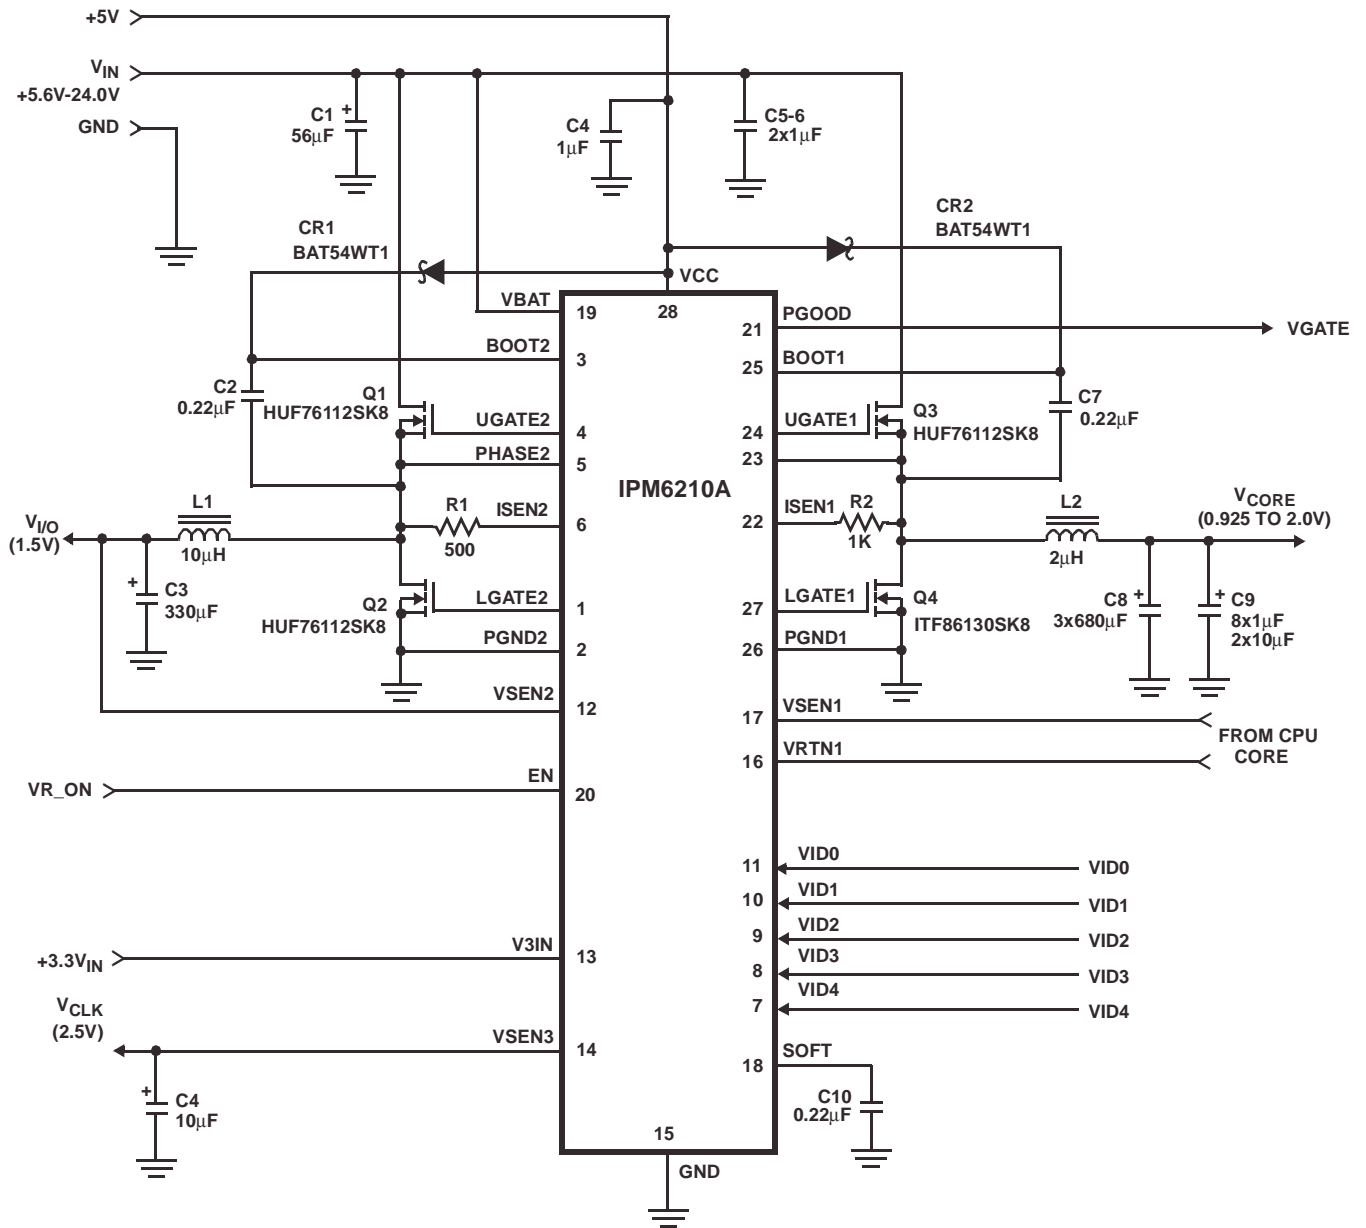 +5V
V_IN
+5.6V-24.0V
GND
C1
56μF
+
C4
1μF
C5-6
2x1μF
CR1
BAT54WT1
CR2
BAT54WT1
VCC
28
VBAT
19
BOOT2
3
C2
0.22μF
Q1
HUF76112SK8
UGATE2
4
PHASE2
5
L1
10μH
V_I/O
(1.5V)
R1
500
ISEN2
6
+
C3
330μF
Q2
HUF76112SK8
LGATE2
1
PGND2
2
VSEN2
12
VR_ON
EN
20
+3.3V_IN
V3IN
13
V_CLK
(2.5V)
VSEN3
14
+
C4
10μF
IPM6210A
15
GND
21
PGOOD
VGATE
25
BOOT1
C7
0.22μF
24
UGATE1
Q3
HUF76112SK8
23
22
ISEN1
R2
1K
L2
2μH
V_CORE
(0.925 TO 2.0V)
27
LGATE1
Q4
ITF86130SK8
26
PGND1
C8
3x680μF
+
+
C9
8x1μF
2x10μF
17
VSEN1
16
VRTN1
FROM CPU
CORE
11
VID0
VID0
10
VID1
VID1
9
VID2
VID2
8
VID3
VID3
7
VID4
VID4
18
SOFT
C10
0.22μF